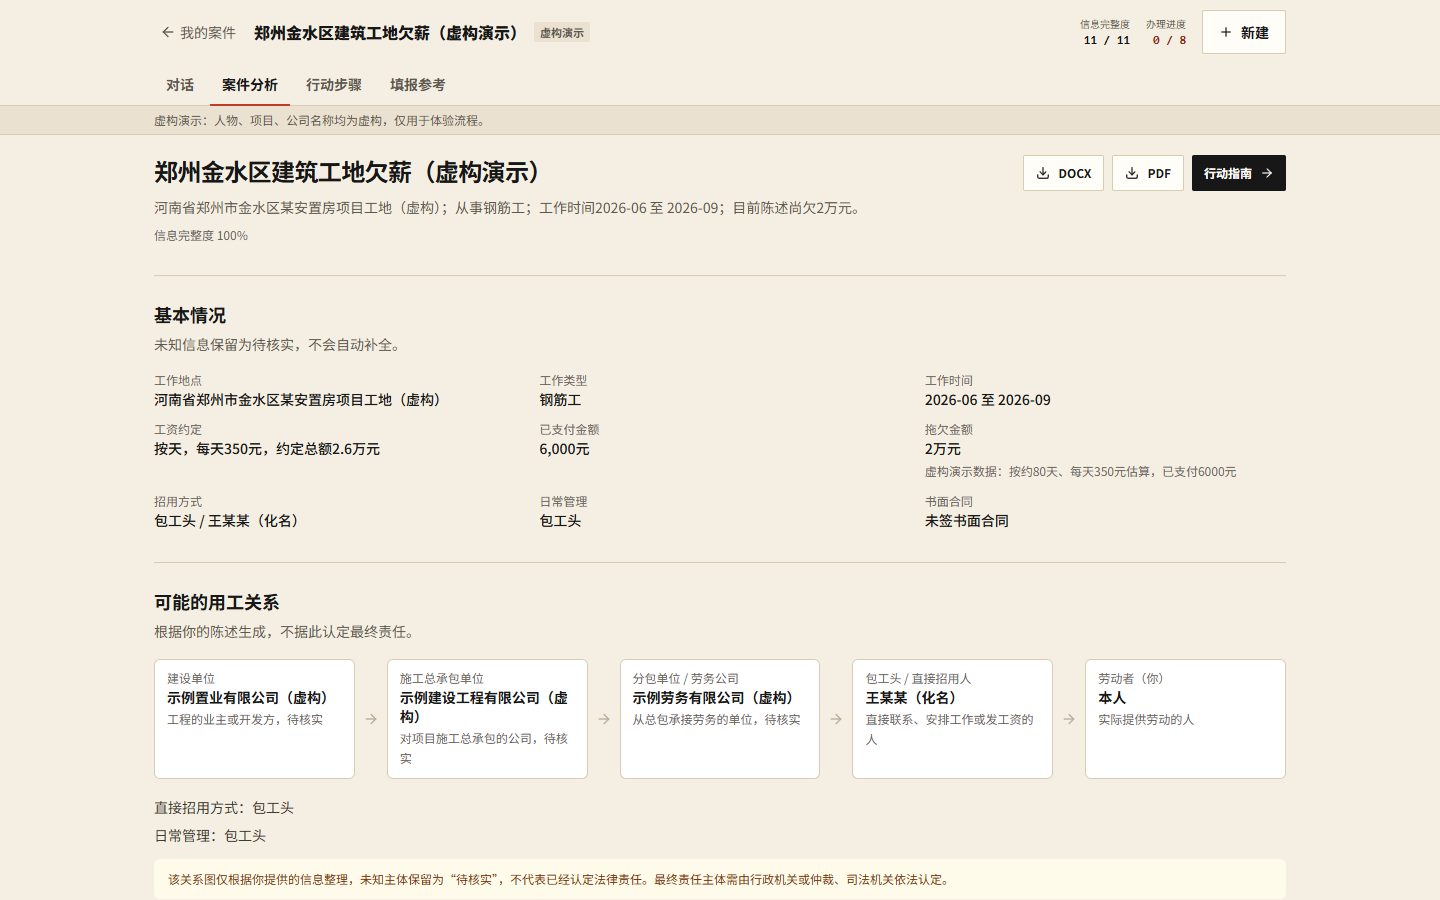 我的案件
郑州金水区建筑工地欠薪（虚构演示）
虚构演示
信息完整度
11 / 11
办理进度
0 / 8
新建
对话
案件分析
行动步骤
填报参考
虚构演示：人物、项目、公司名称均为虚构，仅用于体验流程。
郑州金水区建筑工地欠薪（虚构演示）
DOCX
PDF
行动指南
河南省郑州市金水区某安置房项目工地（虚构）；从事钢筋工；工作时间2026-06 至 2026-09；目前陈述尚欠2万元。
信息完整度 100%
基本情况
未知信息保留为待核实，不会自动补全。
工作地点
河南省郑州市金水区某安置房项目工地（虚构）
工作类型
钢筋工
工作时间
2026-06 至 2026-09
工资约定
按天，每天350元，约定总额2.6万元
已支付金额
6,000元
拖欠金额
2万元
虚构演示数据：按约80天、每天350元估算，已支付6000元
招用方式
包工头 / 王某某（化名）
日常管理
包工头
书面合同
未签书面合同
可能的用工关系
根据你的陈述生成，不据此认定最终责任。
建设单位
示例置业有限公司（虚构）
工程的业主或开发方，待核实
施工总承包单位
示例建设工程有限公司（虚
构）
对项目施工总承包的公司，待核
实
分包单位 / 劳务公司
示例劳务有限公司（虚构）
从总包承接劳务的单位，待核实
包工头 / 直接招用人
王某某（化名）
直接联系、安排工作或发工资的
人
劳动者（你）
本人
实际提供劳动的人
直接招用方式：包工头
日常管理：包工头
该关系图仅根据你提供的信息整理，未知主体保留为“待核实”，不代表已经认定法律责任。最终责任主体需由行政机关或仲裁、司法机关依法认定。